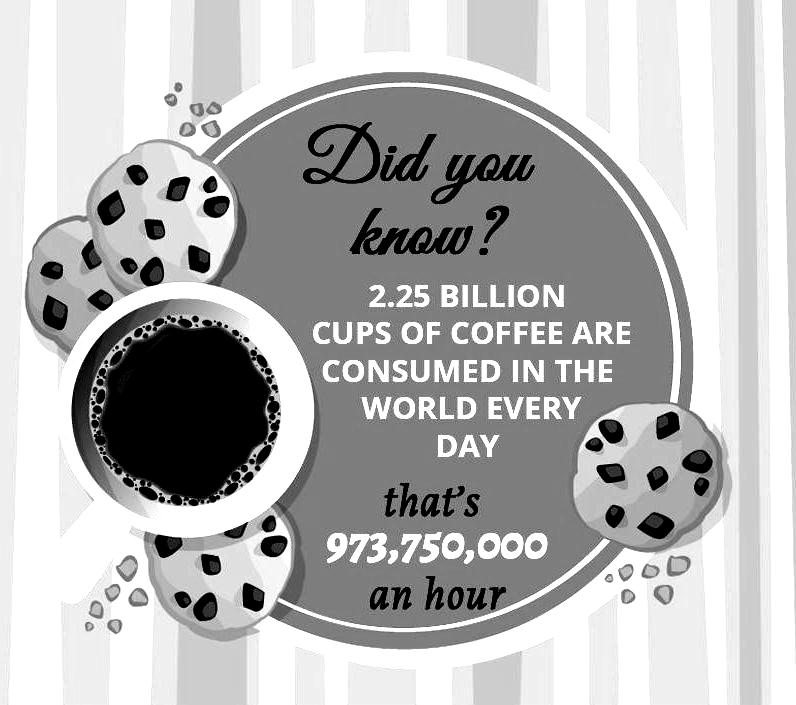 Did you
know?
2.25 BILLION
CUPS OF COFFEE ARE
CONSUMED IN THE
WORLD EVERY
DAY
that's
973,750,000
an hour